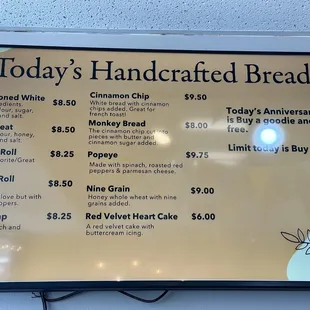 Today's Handcrafted Bread
oned White $8.50
edients.
our, sugar,
and salt.
eat $8.50
our, honey,
nd salt.
Roll $8.25
orite/Great
Roll $8.50
love but with
ppers.
ap $8.25
ch and
Cinnamon Chip $9.50
White bread with cinnamon
chips added. Great for
french toast!
Monkey Bread $8.00
The cinnamon chip cut into
pieces with butter and
cinnamon sugar added.
Popeye $9.75
Made with spinach, roasted red
peppers & parmesan cheese.
Nine Grain $9.00
Honey whole wheat with nine
grains added.
Red Velvet Heart Cake $6.00
A red velvet cake with
buttercream icing.
Today's Anniversar
is Buy a goodie and
free.
Limit today is Buy